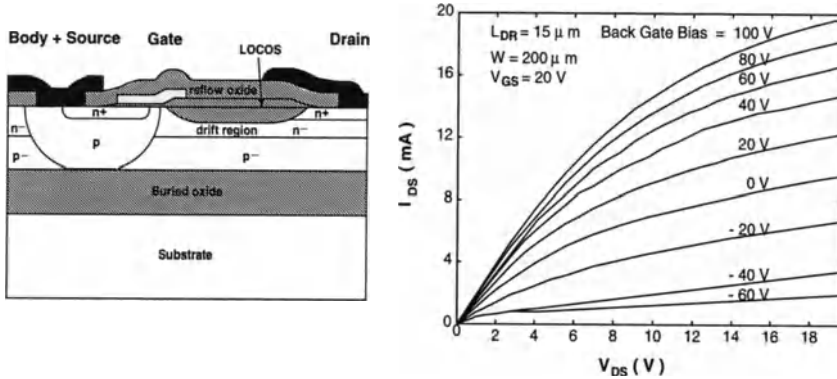 Body + Source Gate Drain
LOCOS
reflow oxide
n+ n+
n- drift region n-
p
p- p-
Buried oxide
Substrate
L_DR = 15 μm Back Gate Bias = 100 V
W = 200 μm 80 V
V_GS = 20 V 60 V
40 V
20 V
0 V
- 20 V
- 40 V
- 60 V
I_DS (mA)
20
16
12
8
4
0
0 2 4 6 8 10 12 14 16 18
V_DS (V)